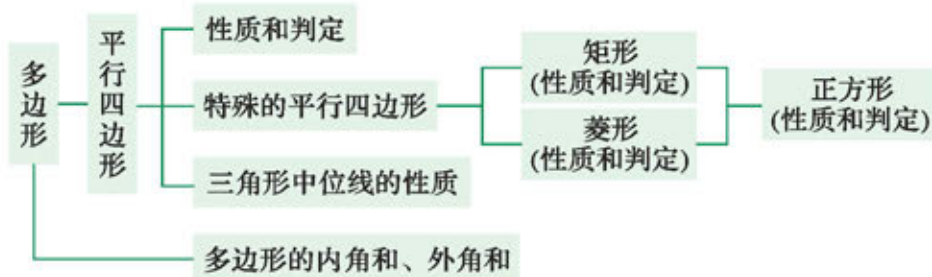 多边形
平行四边形
性质和判定
特殊的平行四边形
三角形中位线的性质
多边形的内角和、外角和
矩形
(性质和判定)
菱形
(性质和判定)
正方形
(性质和判定)